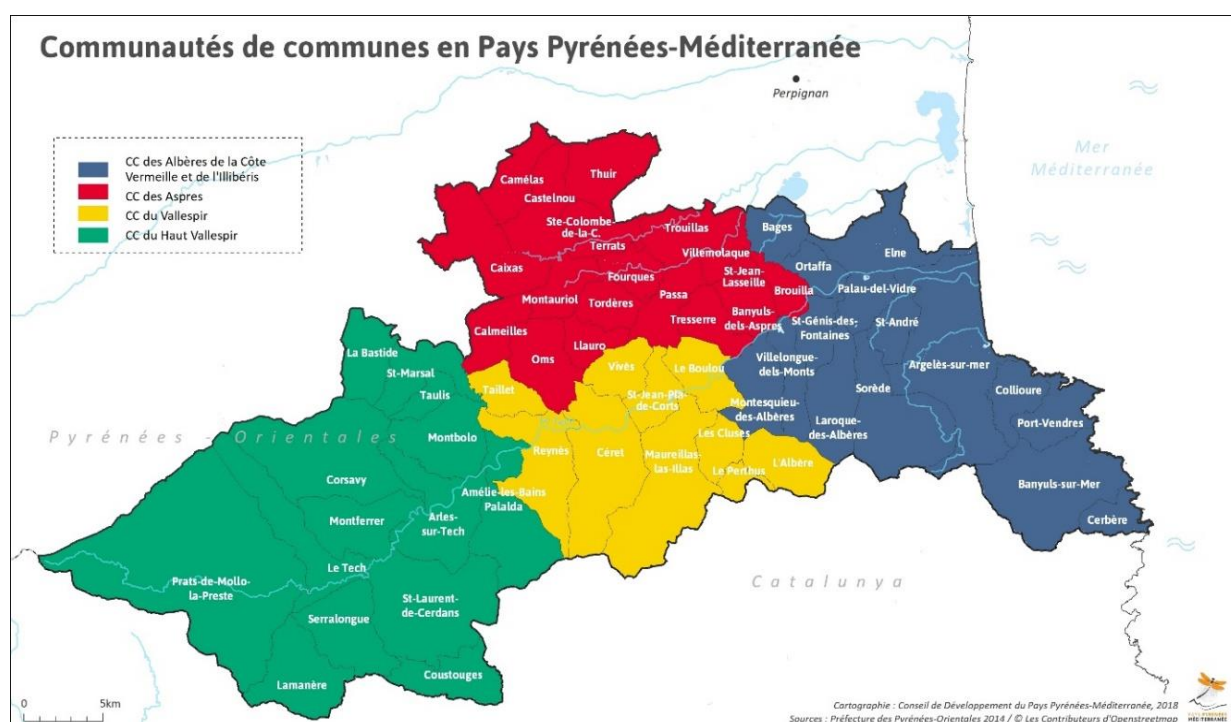 Communautés de communes en Pays Pyrénées-Méditerranée
Perpignan
Mer
Méditerranée
CC des Albères de la Côte
Vermeille et de l'Illibéris
CC des Aspres
CC du Vallespir
CC du Haut Vallespir
Camélas
Thuir
Castelnou
Ste-Colombe-
de-la-C.
Terrats
Trouillas
Villemolaque
Caixas
Fourques
St-Jean-
Lasseille
Montauriol
Tordères
Passa
Brouilla
Tresserre
Banyuls-
dels-Aspres
Calmeilles
Llauro
Oms
Bages
Elne
Ortaffa
Palau-del-Vidre
St-Génis-des-
Fontaines
St-André
Villelongue-
dels-Monts
Argelès-sur-mer
Sorède
Collioure
Montesquieu-
des-Albères
Laroque-
des-Albères
Port-Vendres
Banyuls-sur-Mer
Cerbère
Vivès
Le Boulou
Taillet
St-Jean-Pla-
de-Corts
Les Cluses
Reynès
Céret
Maureillas-
las-Illas
Le Perthus
L'Albère
La Bastide
St-Marsal
Taulis
Pyrénées - Orientales
Montbolo
Corsavy
Amélie-les-Bains
Palalda
Montferrer
Arles-
sur-Tech
Le Tech
Prats-de-Mollo-
la-Preste
St-Laurent-
de-Cerdans
Serralongue
Coustouges
Lamanère
Catalunya
0 5km
Cartographie : Conseil de Développement du Pays Pyrénées-Méditerranée, 2018
Sources : Préfecture des Pyrénées-Orientales 2014 / © Les Contributeurs d'Openstreetmap
PAYS PYRÉNÉES
MÉDITERRANÉE